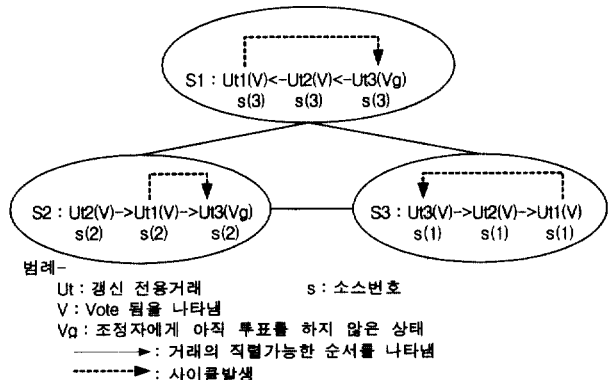 S1 : Ut1(V)<-Ut2(V)<-Ut3(Vg)
s(3) s(3) s(3)
S2 : Ut2(V)->Ut1(V)->Ut3(Vg)
s(2) s(2) s(2)
S3 : Ut3(V)->Ut2(V)->Ut1(V)
s(1) s(1) s(1)
범례-
Ut : 갱신 전용거래 s : 소스번호
V : Vote 됨을 나타냄
Vg : 조정자에게 아직 투표를 하지 않은 상태
: 거래의 직렬가능한 순서를 나타냄
: 사이클발생